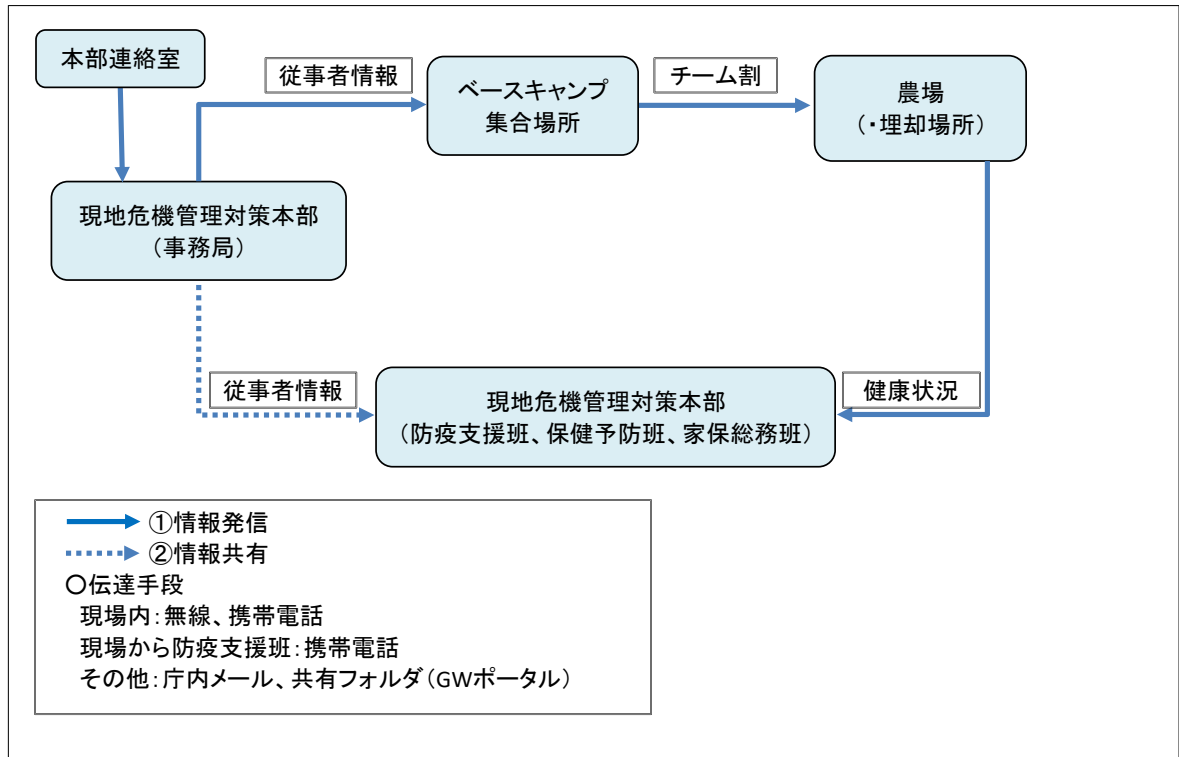 本部連絡室
従事者情報
ベースキャンプ
集合場所
チーム割
農場
（・埋却場所）
現地危機管理対策本部
（事務局）
従事者情報
現地危機管理対策本部
（防疫支援班、保健予防班、家保総務班）
健康状況
①情報発信
②情報共有
〇伝達手段
現場内：無線、携帯電話
現場から防疫支援班：携帯電話
その他：庁内メール、共有フォルダ（GWポータル）